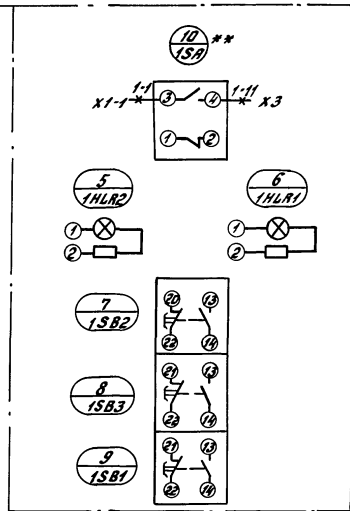 10 **
1SA
1-1 1-11
X1-1 3 4 X3
1 2
5 6
1HLR2 1HLR1
1 1
2 2
7 20 13
1SB2
22 14
8 21 13
1SB3
22 14
9 21 13
1SB1
22 14